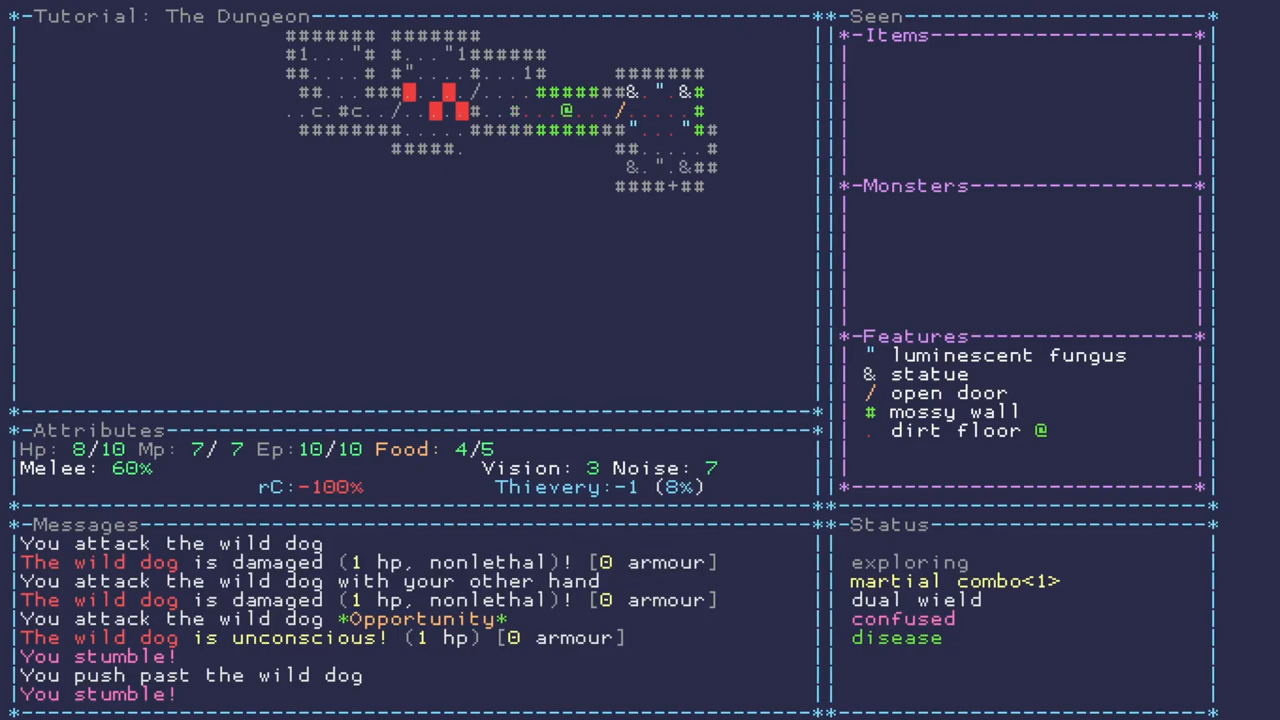 Tutorial: The Dungeon
Seen
Items
Monsters
Features
" luminescent fungus
& statue
/ open door
# mossy wall
. dirt floor @
Attributes
Hp: 8/10 Mp: 7/ 7 Ep:10/10 Food: 4/5
Melee: 60% Vision: 3 Noise: 7
rC:-100% Thievery:-1 (8%)
Messages
You attack the wild dog
The wild dog is damaged (1 hp, nonlethal)! [0 armour]
You attack the wild dog with your other hand
The wild dog is damaged (1 hp, nonlethal)! [0 armour]
You attack the wild dog *Opportunity*
The wild dog is unconscious! (1 hp) [0 armour]
You stumble!
You push past the wild dog
You stumble!
Status
exploring
martial combo<1>
dual wield
confused
disease